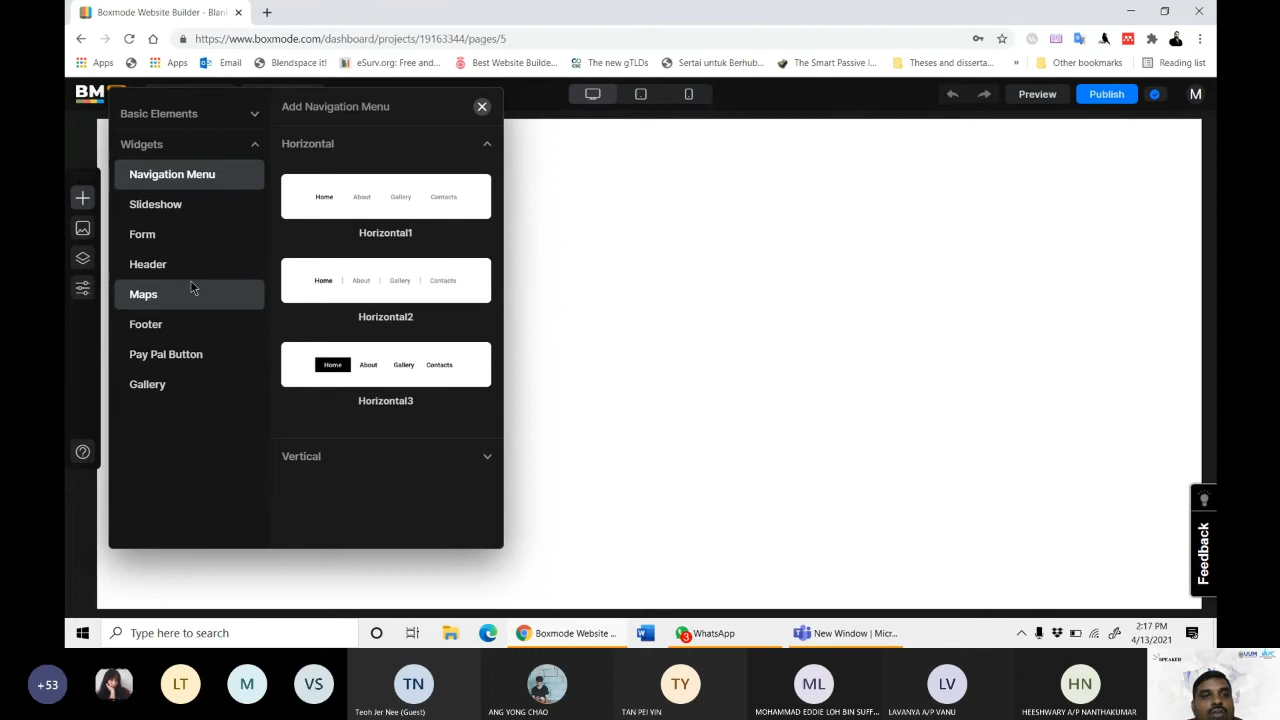 Boxmode Website Builder - Blan
https://www.boxmode.com/dashboard/projects/19163344/pages/5
Apps
Apps
Email
Blendspace it!
eSurv.org: Free and...
Best Website Builde...
The new gTLDs
Sertai untuk Berhub...
The Smart Passive I...
Theses and disserta...
»
Other bookmarks
Reading list
BM
Preview
Publish
M
Basic Elements
Add Navigation Menu
Widgets
Horizontal
Navigation Menu
Slideshow
Form
Header
Maps
Footer
Pay Pal Button
Gallery
Home About Gallery Contacts
Horizontal1
Home | About | Gallery | Contacts
Horizontal2
Home About Gallery Contacts
Horizontal3
Vertical
Feedback
Type here to search
Boxmode Website ...
3
WhatsApp
New Window | Micr...
2:17 PM
4/13/2021
+53
LT
M
VS
TN
Teoh Jer Nee (Guest)
ANG YONG CHAO
TY
TAN PEI YIN
ML
MOHAMMAD EDDIE LOH BIN SUFF...
LV
LAVANYA A/P VANU
HN
HEESHWARY A/P NANTHAKUMAR
SPEAKER
UUM